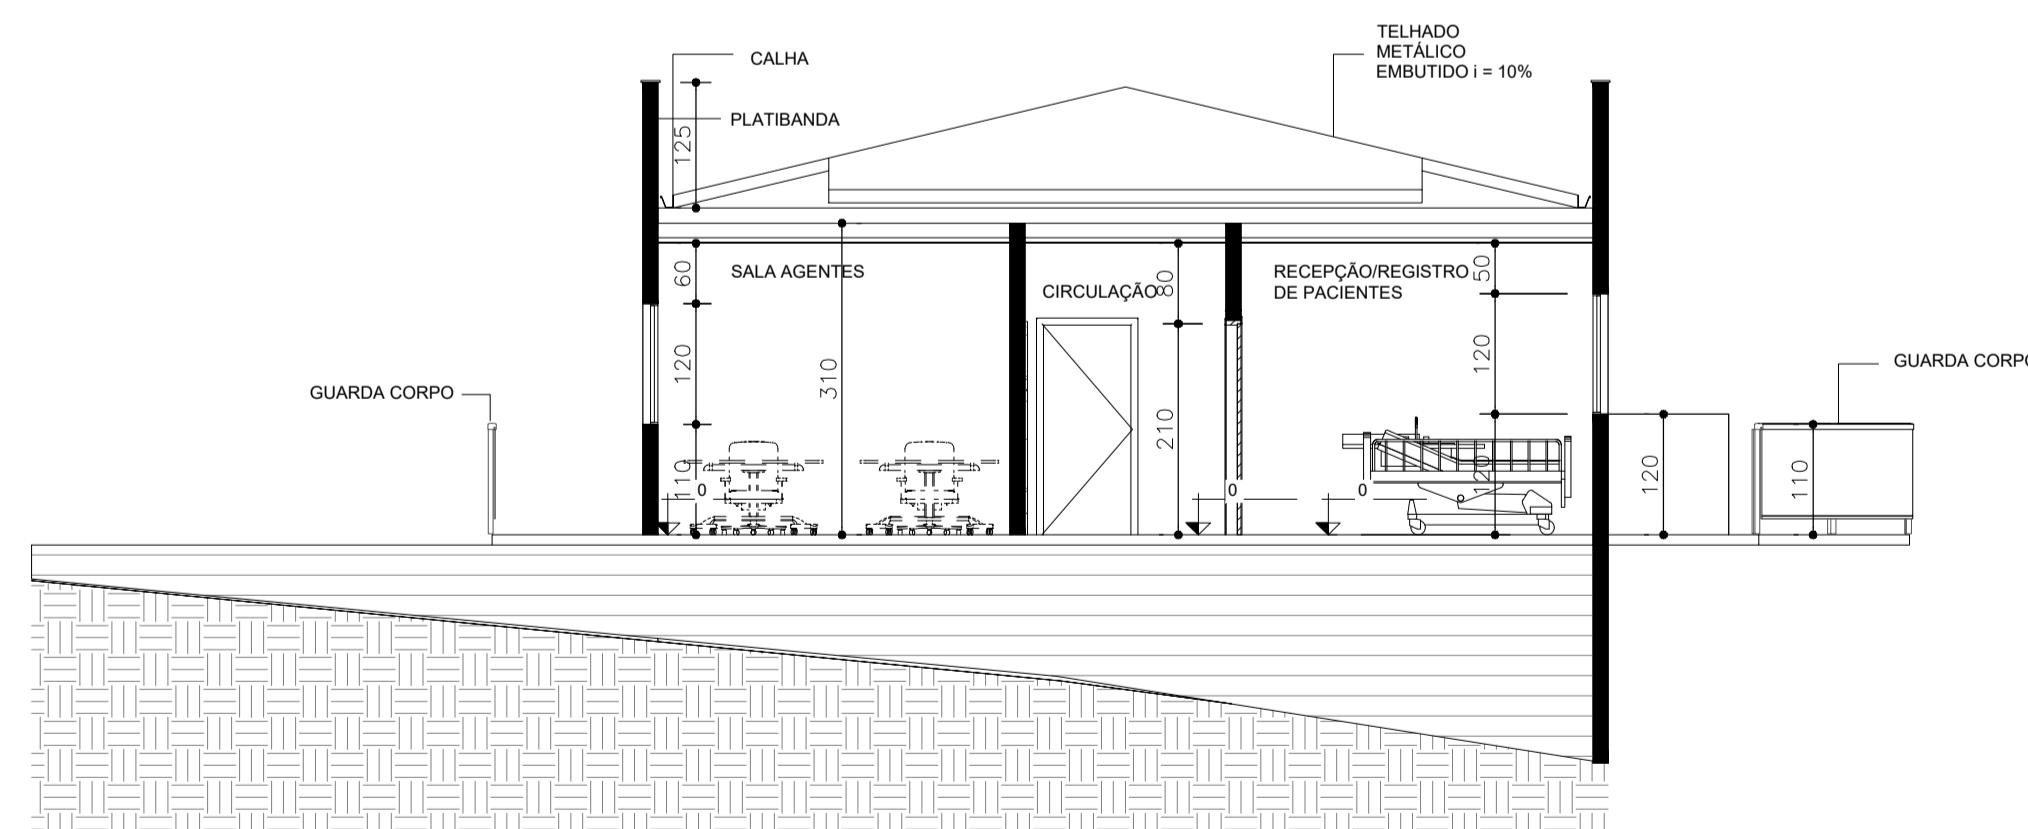 TELHADO
METÁLICO
EMBUTIDO i = 10%
CALHA
PLATIBANDA
125
SALA AGENTES
60
CIRCULAÇÃO
80
RECEPÇÃO/REGISTRO
DE PACIENTES
50
120
310
120
GUARDA CORPO
GUARDA CORPO
210
110
0
0
120
0
120
110